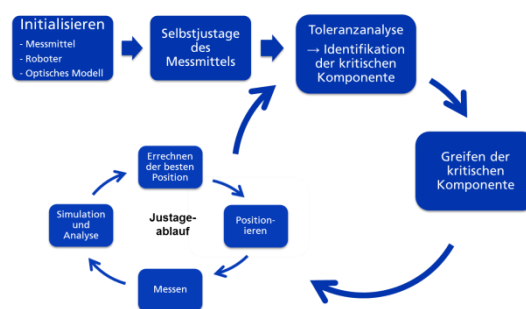 Initialisieren
- Messmittel
- Roboter
- Optisches Modell
Selbstjustage
des
Messmittels
Toleranzanalyse
→ Identifikation
der kritischen
Komponente
Greifen der
kritischen
Komponente
Errechnen
der besten
Position
Position-
ieren
Messen
Simulation
und
Analyse
Justage-
ablauf